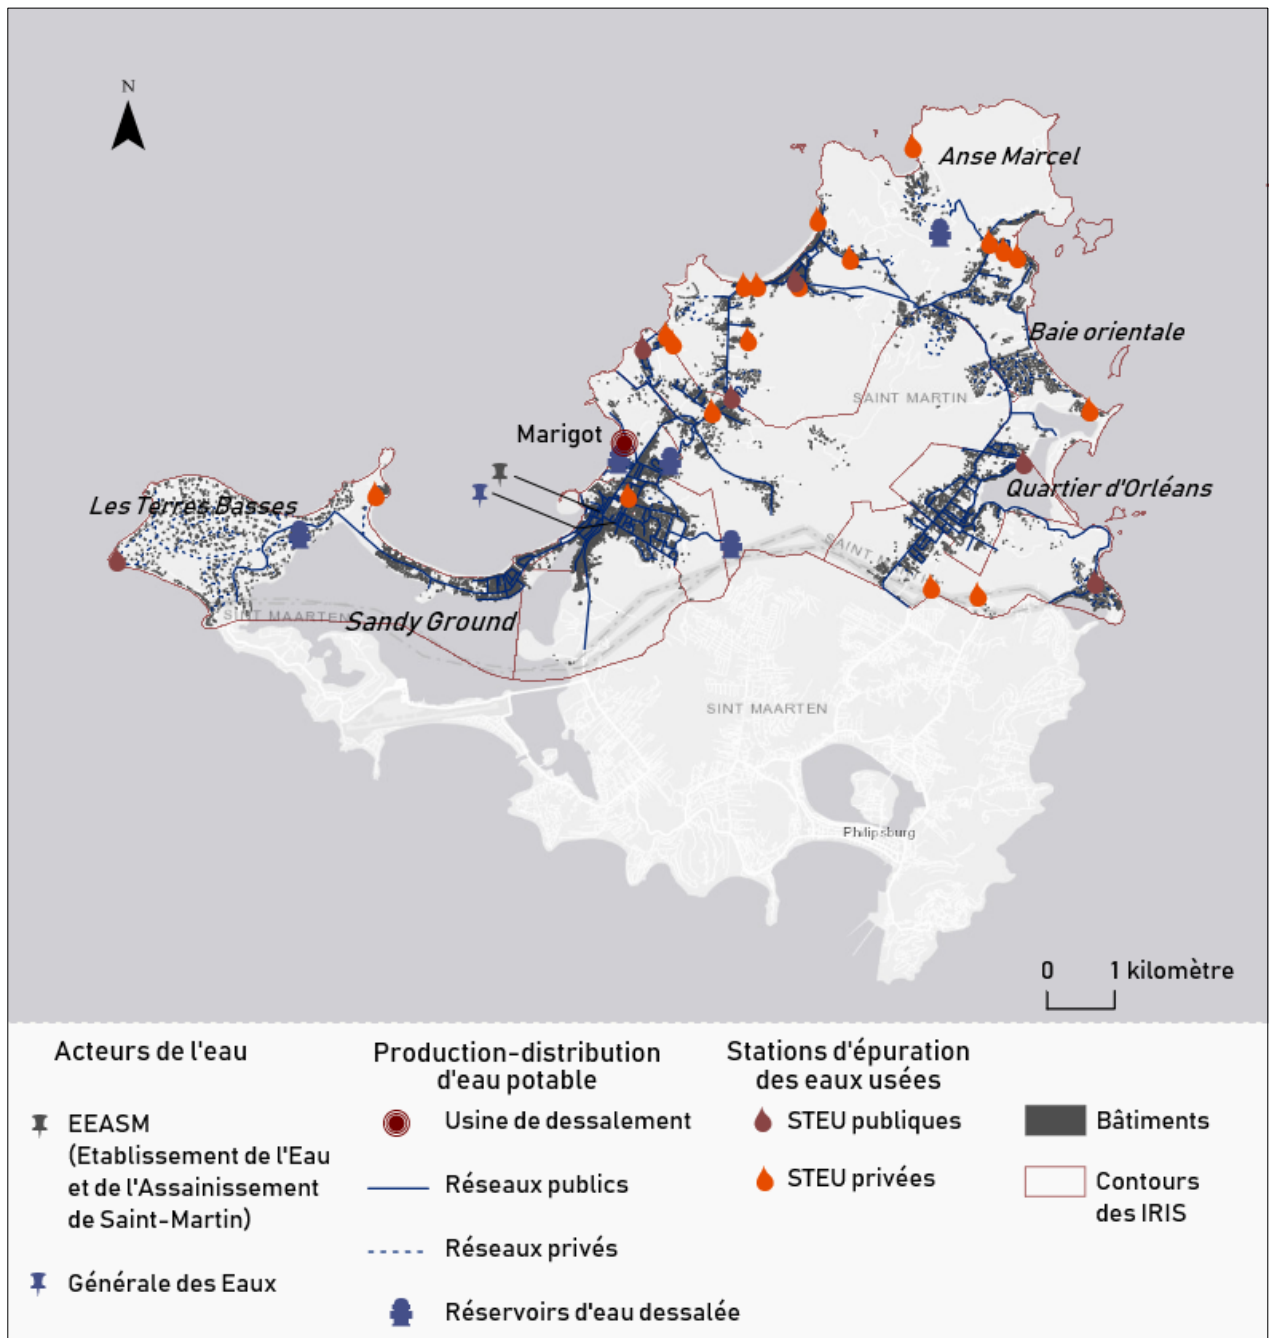 N
Anse Marcel
Baie orientale
SAINT MARTIN
Marigot
Les Terres Basses
Quartier d'Orléans
SAINT M
SINT MAARTEN
Sandy Ground
SINT MAARTEN
Philipsburg
0 1 kilomètre
Acteurs de l'eau
EEASM
(Etablissement de l'Eau
et de l'Assainissement
de Saint-Martin)
Générale des Eaux
Production-distribution
d'eau potable
Usine de dessalement
Réseaux publics
Réseaux privés
Réservoirs d'eau dessalée
Stations d'épuration
des eaux usées
STEU publiques
STEU privées
Bâtiments
Contours
des IRIS